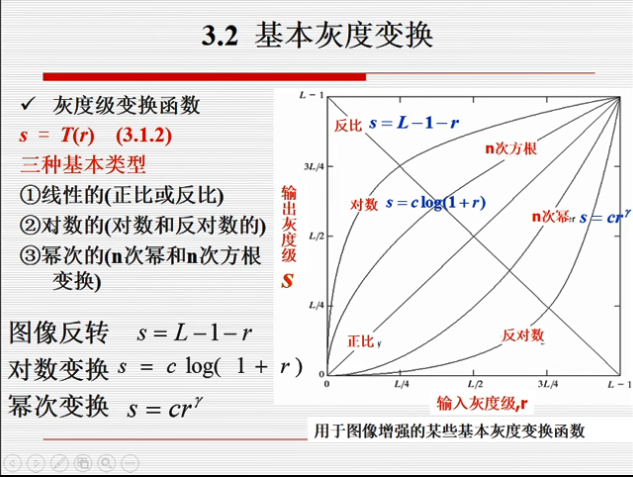 3.2 基本灰度变换
✓ 灰度级变换函数
s = T(r) (3.1.2)
三种基本类型
①线性的(正比或反比)
②对数的(对数和反对数的)
③幂次的(n次幂和n次方根
变换)
图像反转 s = L − 1 − r
对数变换 s = c log( 1 + r )
幂次变换 s = crᵞ
L − 1
3L/4
L/2
L/4
0
输出灰度级
s
反比 s = L − 1 − r
n次方根
对数 s = c log(1 + r)
n次幂 s = crᵞ
正比
反对数
0 L/4 L/2 3L/4 L − 1
输入灰度级,r
用于图像增强的某些基本灰度变换函数